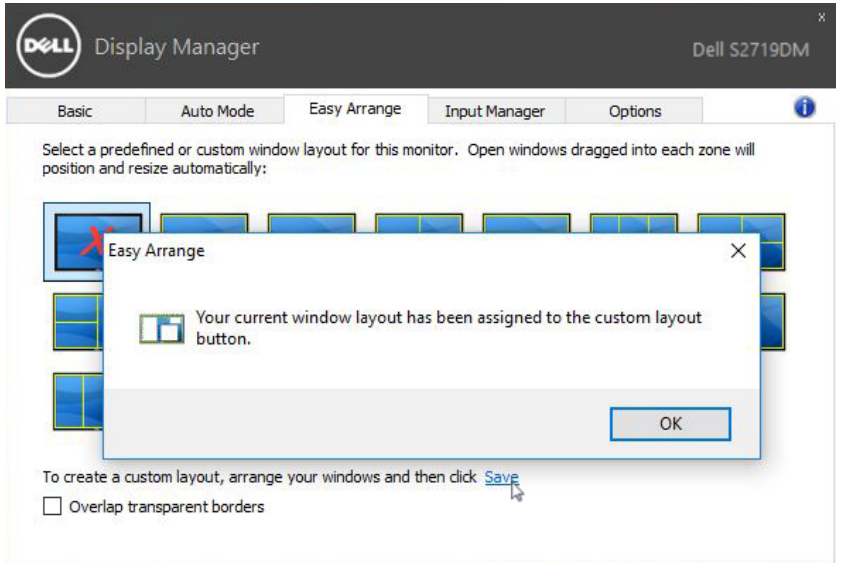 x
DELL
Display Manager
Dell S2719DM
Basic
Auto Mode
Easy Arrange
Input Manager
Options
i
Select a predefined or custom window layout for this monitor. Open windows dragged into each zone will
position and resize automatically:
X
Easy Arrange
Your current window layout has been assigned to the custom layout
button.
OK
To create a custom layout, arrange your windows and then click Save
Overlap transparent borders